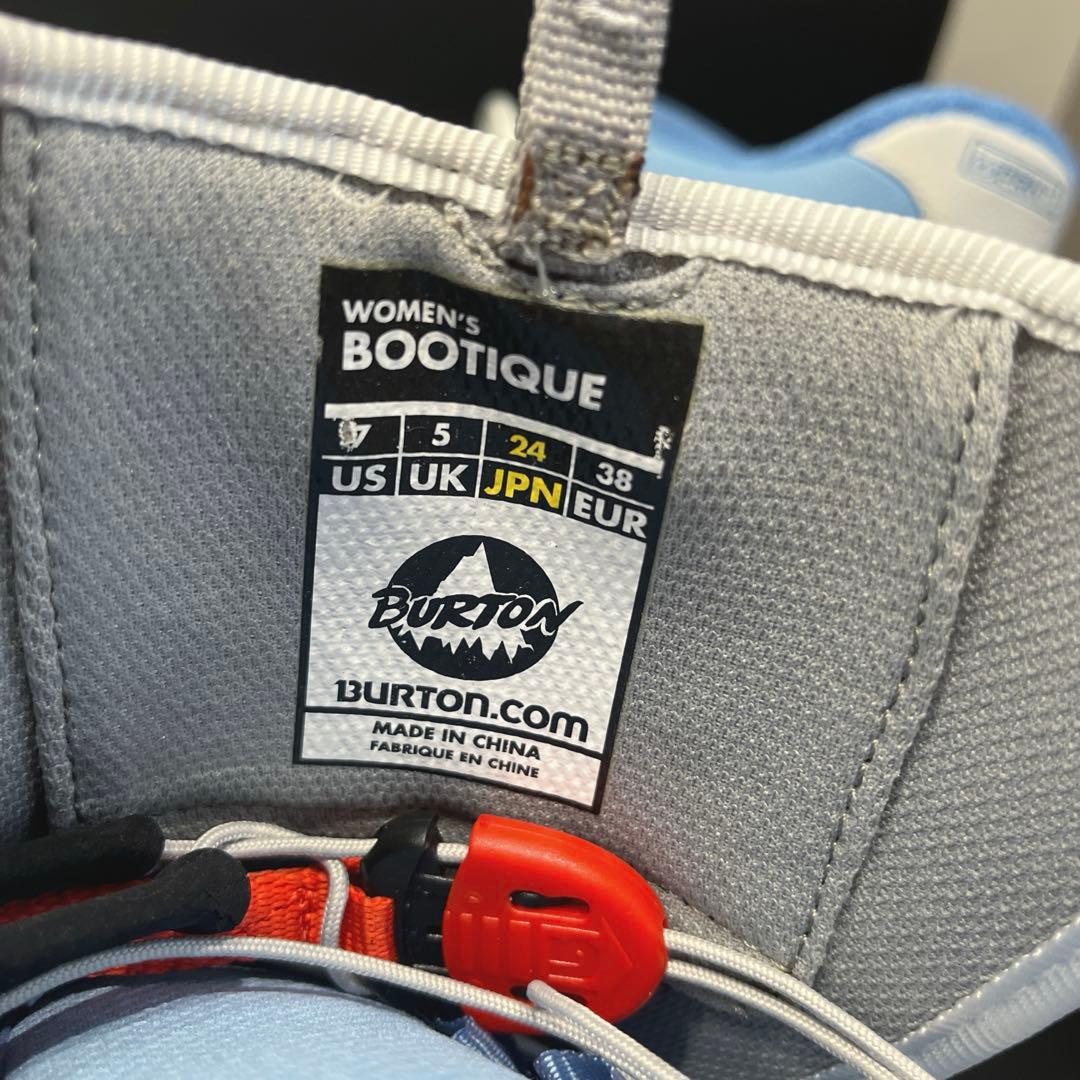 WOMEN'S
BOOTIQUE
7 5 24 38
US UK JPN EUR
BURTON
BURTON.COM
MADE IN CHINA
FABRIQUE EN CHINE